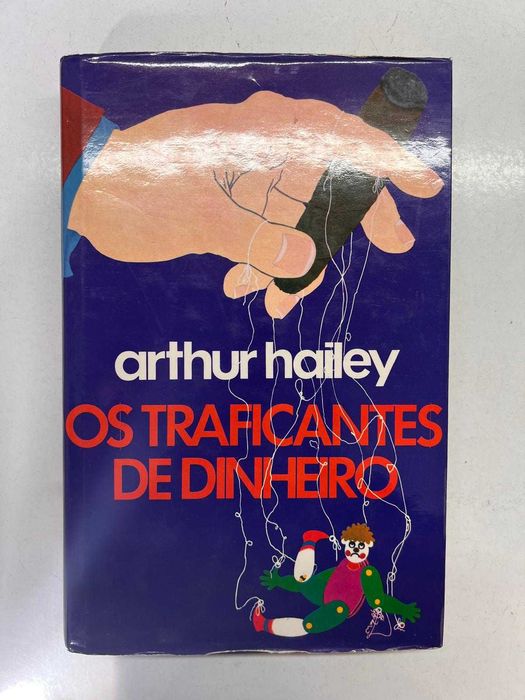 arthur hailey
OS TRAFICANTES
DE DINHEIRO